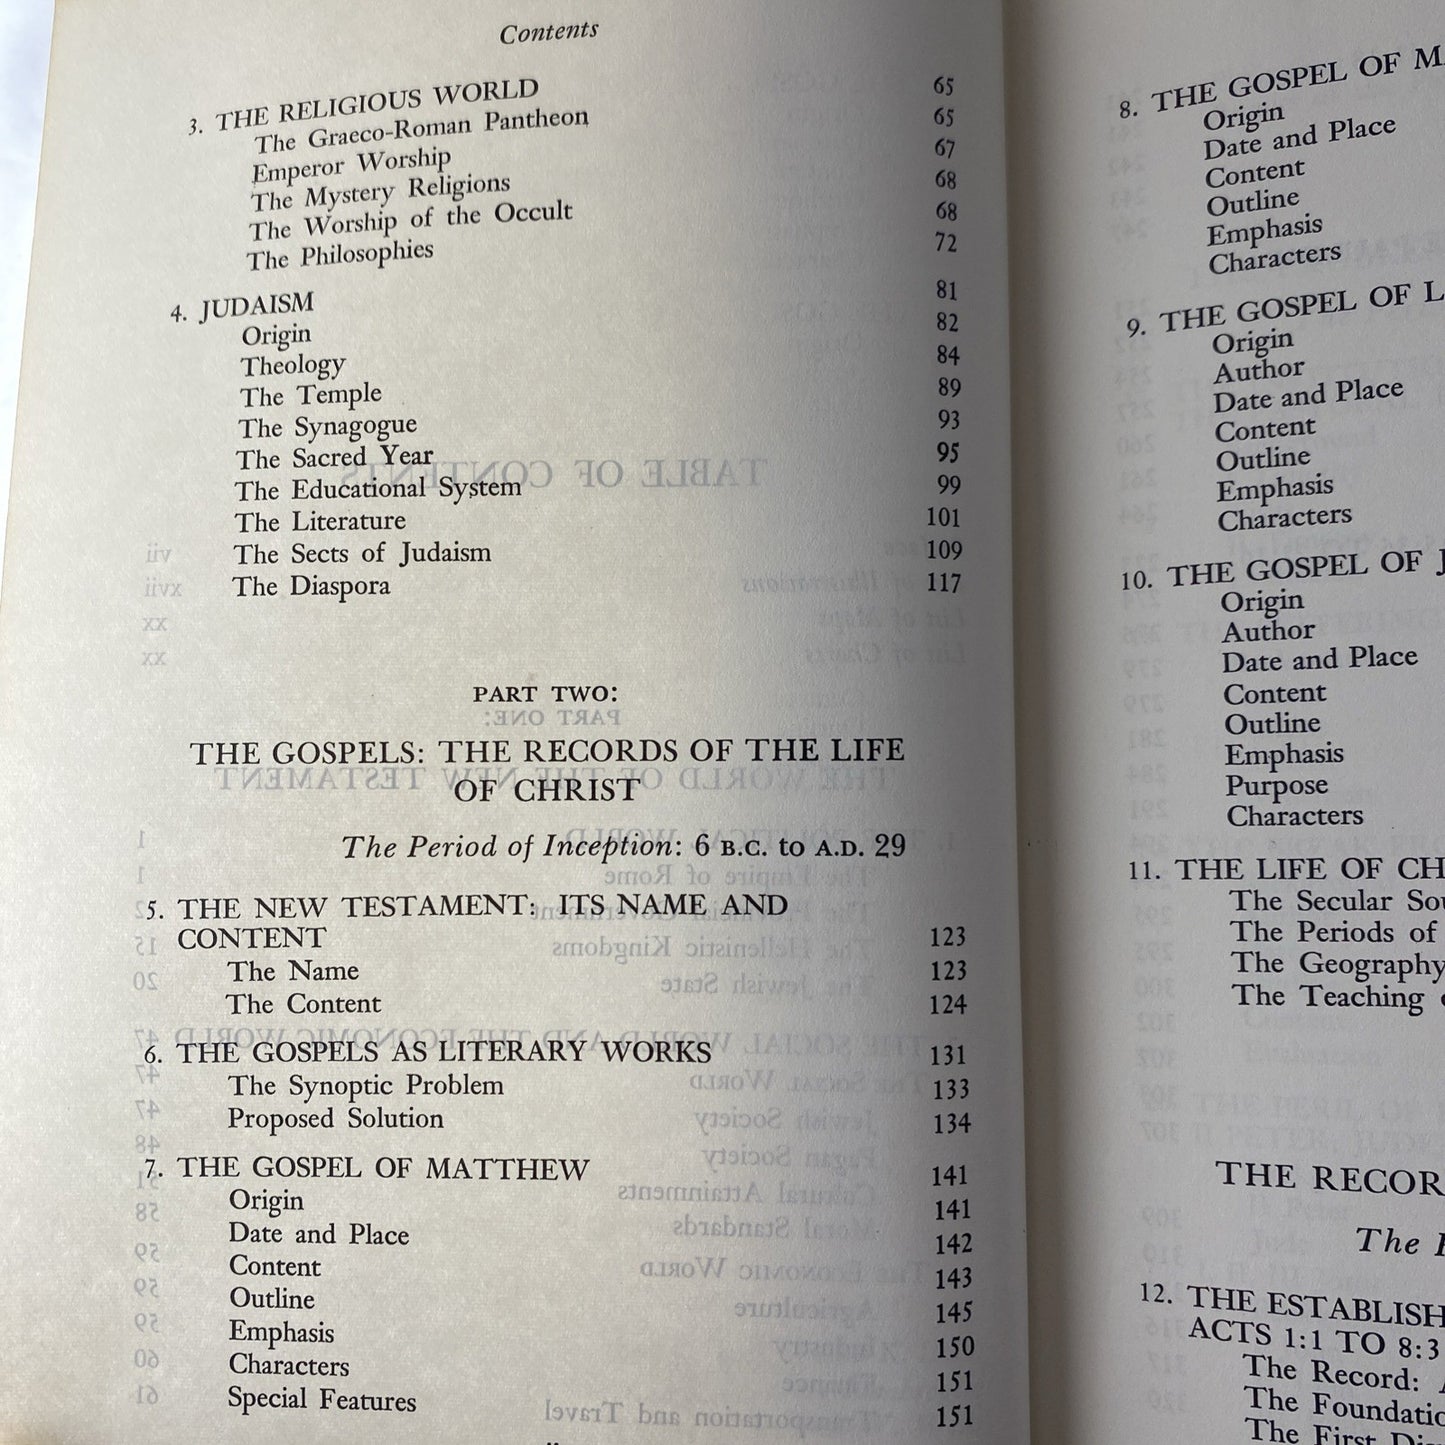 Contents
3. THE RELIGIOUS WORLD 65
The Graeco-Roman Pantheon 65
Emperor Worship 67
The Mystery Religions 68
The Worship of the Occult 68
The Philosophies 72
4. JUDAISM 81
Origin 82
Theology 84
The Temple 89
The Synagogue 93
The Sacred Year 95
The Educational System 99
The Literature 101
The Sects of Judaism 109
The Diaspora 117
PART TWO:
THE GOSPELS: THE RECORDS OF THE LIFE
OF CHRIST
The Period of Inception: 6 B.C. to A.D. 29
5. THE NEW TESTAMENT: ITS NAME AND
CONTENT 123
The Name 123
The Content 124
6. THE GOSPELS AS LITERARY WORKS 131
The Synoptic Problem 133
Proposed Solution 134
7. THE GOSPEL OF MATTHEW 141
Origin 141
Date and Place 142
Content 143
Outline 145
Emphasis 150
Characters 151
Special Features 151
8. THE GOSPEL OF
Origin
Date and Place
Content
Outline
Emphasis
Characters
9. THE GOSPEL OF
Origin
Author
Date and Place
Content
Outline
Emphasis
Characters
10. THE GOSPEL OF
Origin
Author
Date and Place
Content
Outline
Emphasis
Purpose
Characters
11. THE LIFE OF
The Secular
The Periods of
The Geography
The Teaching
THE
The
12. THE
ACTS 1:1 TO 8:3
The Record:
The
The First